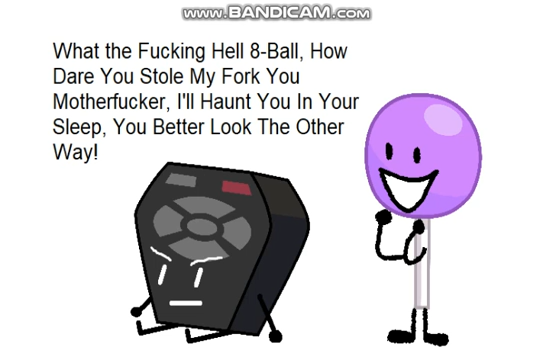 www.BANDICAM.com
What the Fucking Hell 8-Ball, How
Dare You Stole My Fork You
Motherfucker, I'll Haunt You In Your
Sleep, You Better Look The Other
Way!